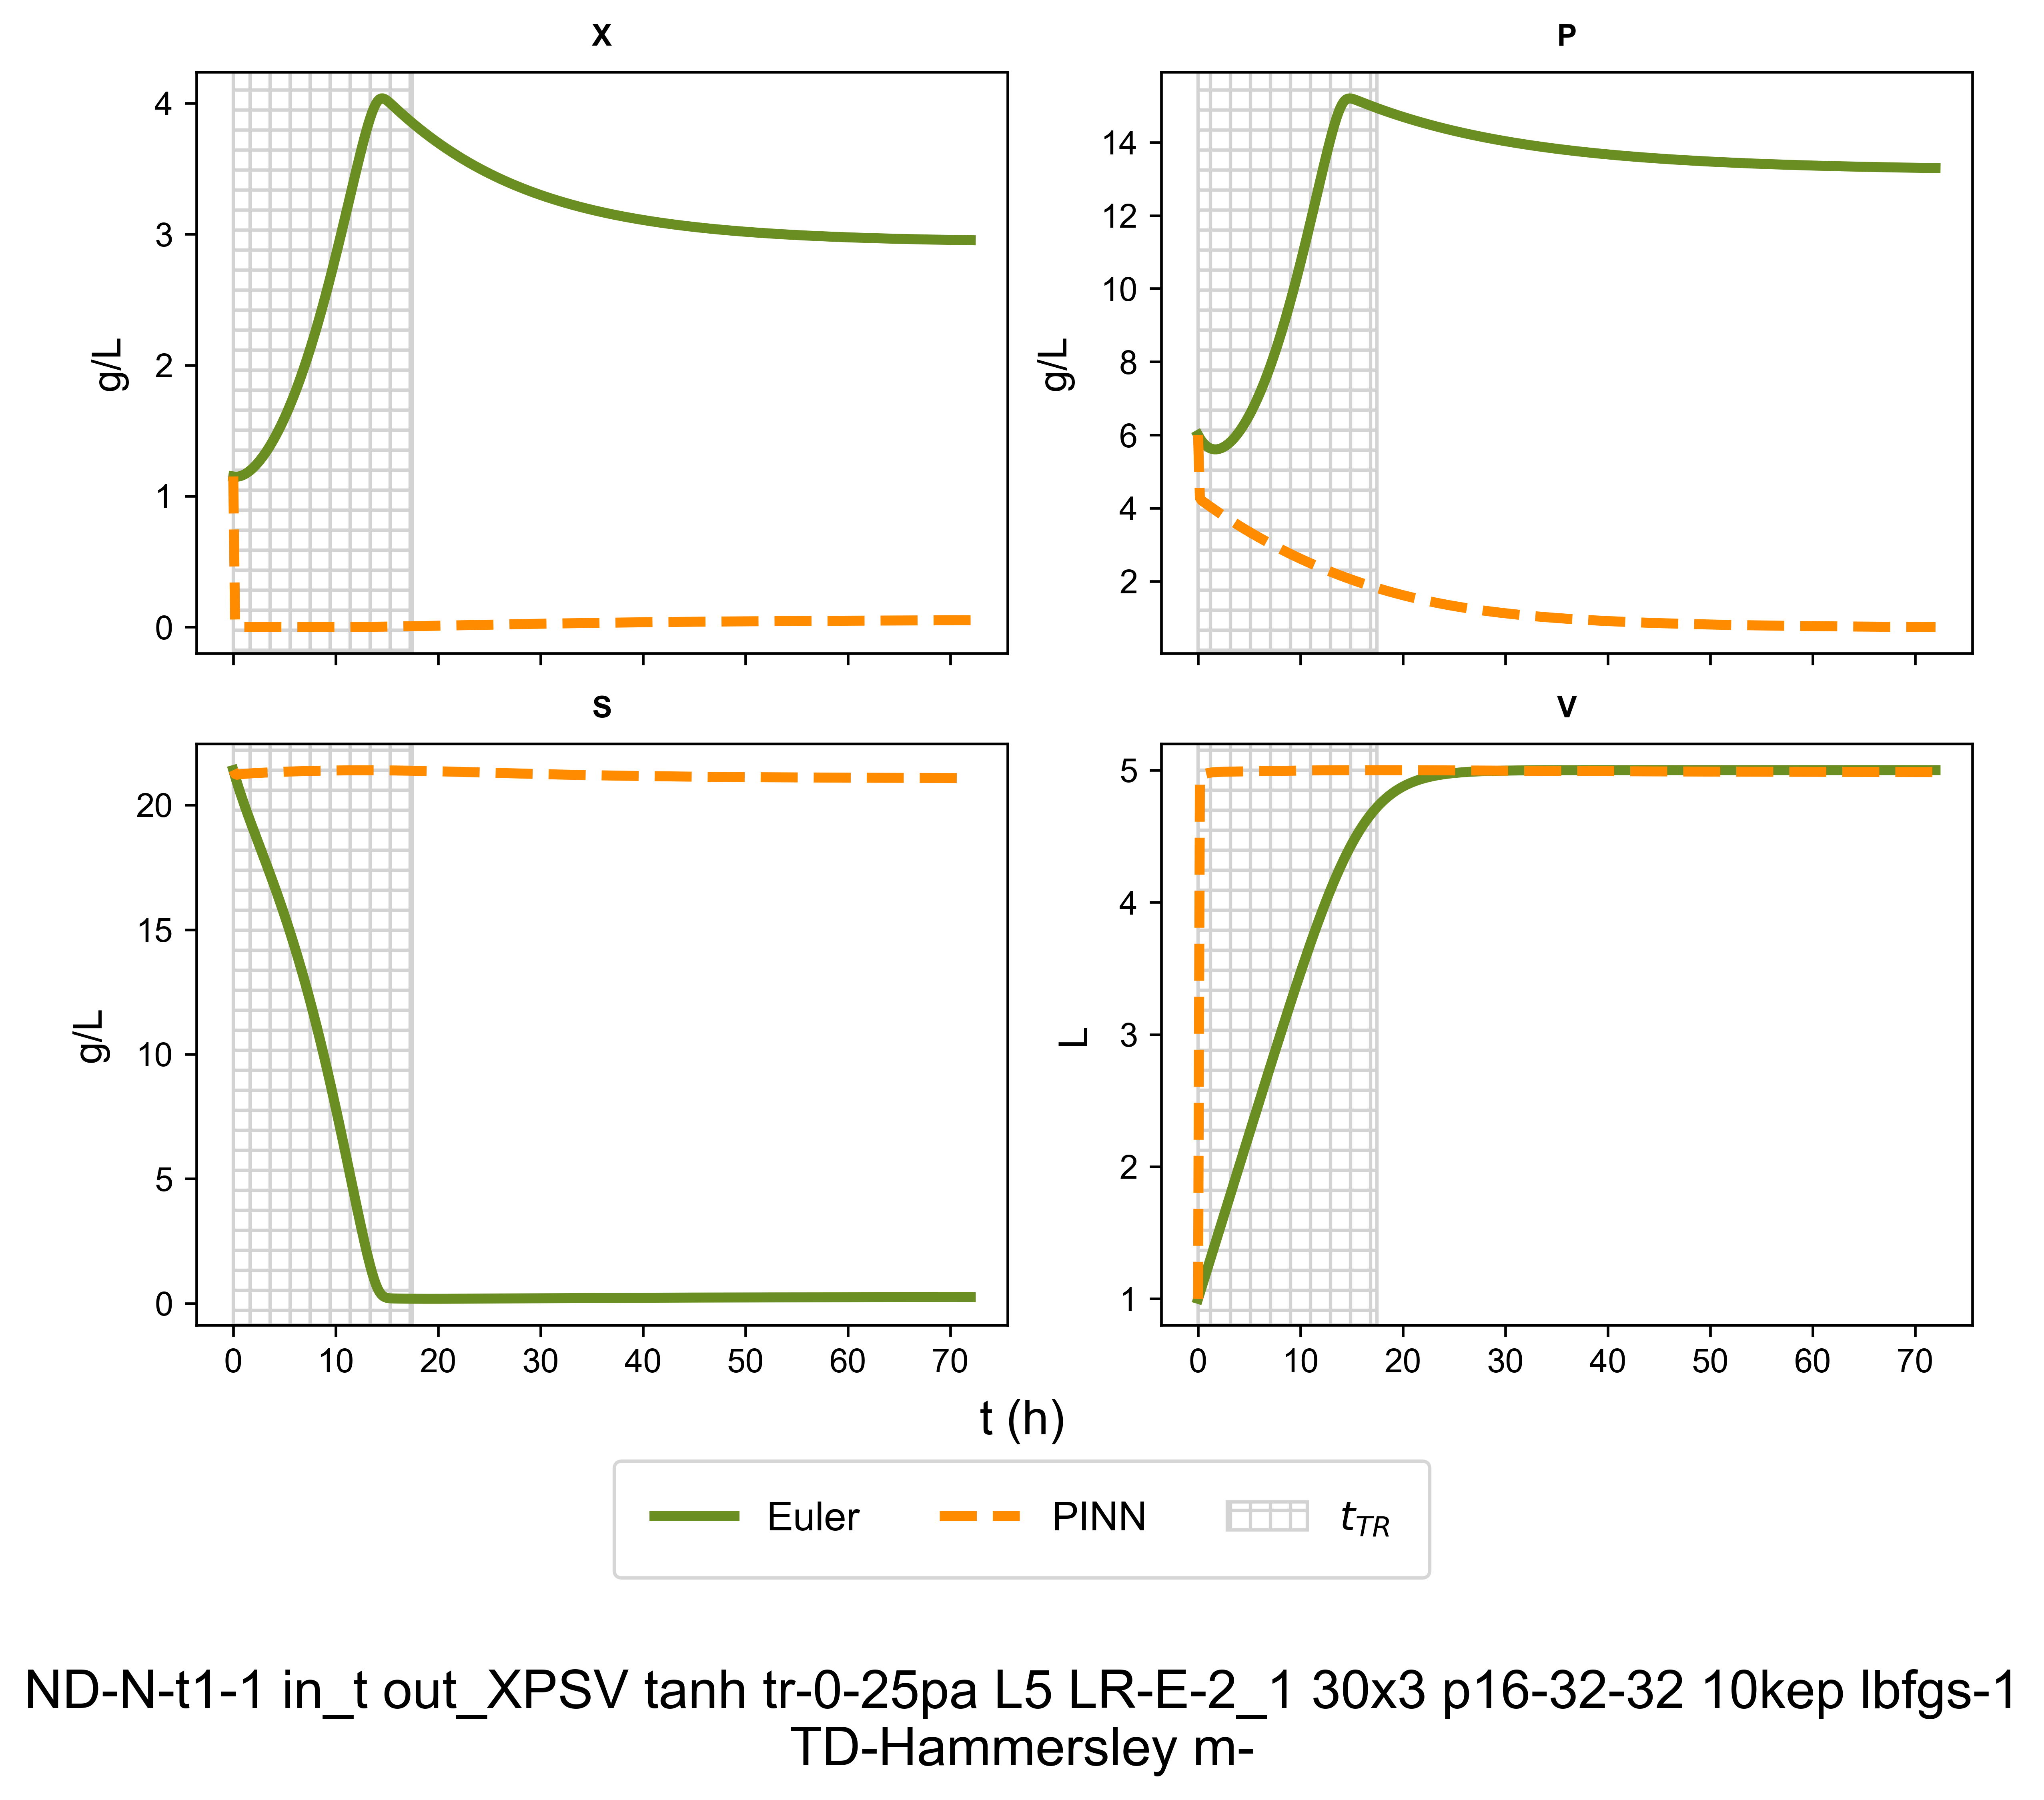 X
P
4
3
2
1
0
g/L
14
12
10
8
6
4
2
g/L
S
V
20
15
10
5
0
g/L
5
4
3
2
1
L
0 10 20 30 40 50 60 70
0 10 20 30 40 50 60 70
t (h)
Euler PINN t_TR
ND-N-t1-1 in_t out_XPSV tanh tr-0-25pa L5 LR-E-2_1 30x3 p16-32-32 10kep lbfgs-1
TD-Hammersley m-